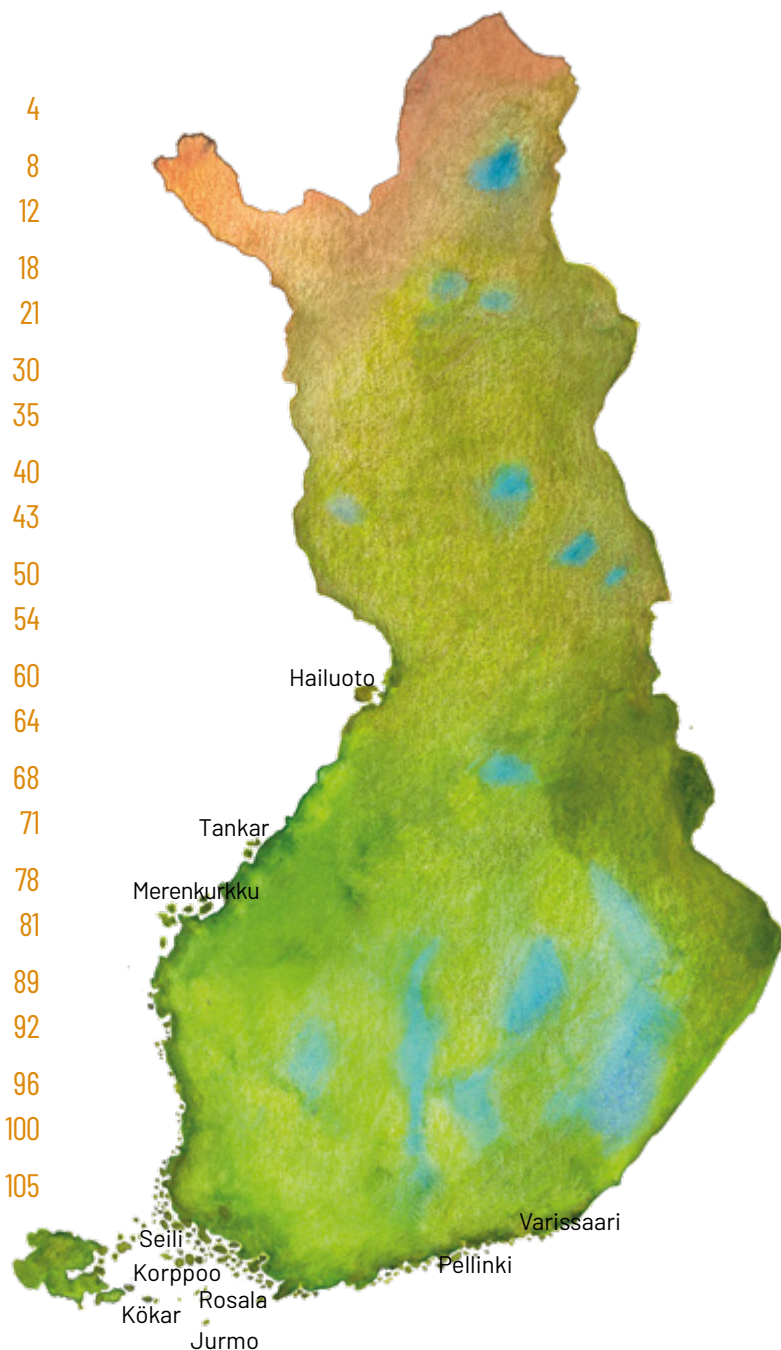 4
8
12
18
21
30
35
40
43
50
54
60
Hailuoto
64
68
71
Tankar
78
Merenkurkku
81
89
92
96
100
105
Varissaari
Seili
Pellinki
Korppoo
Rosala
Kökar
Jurmo